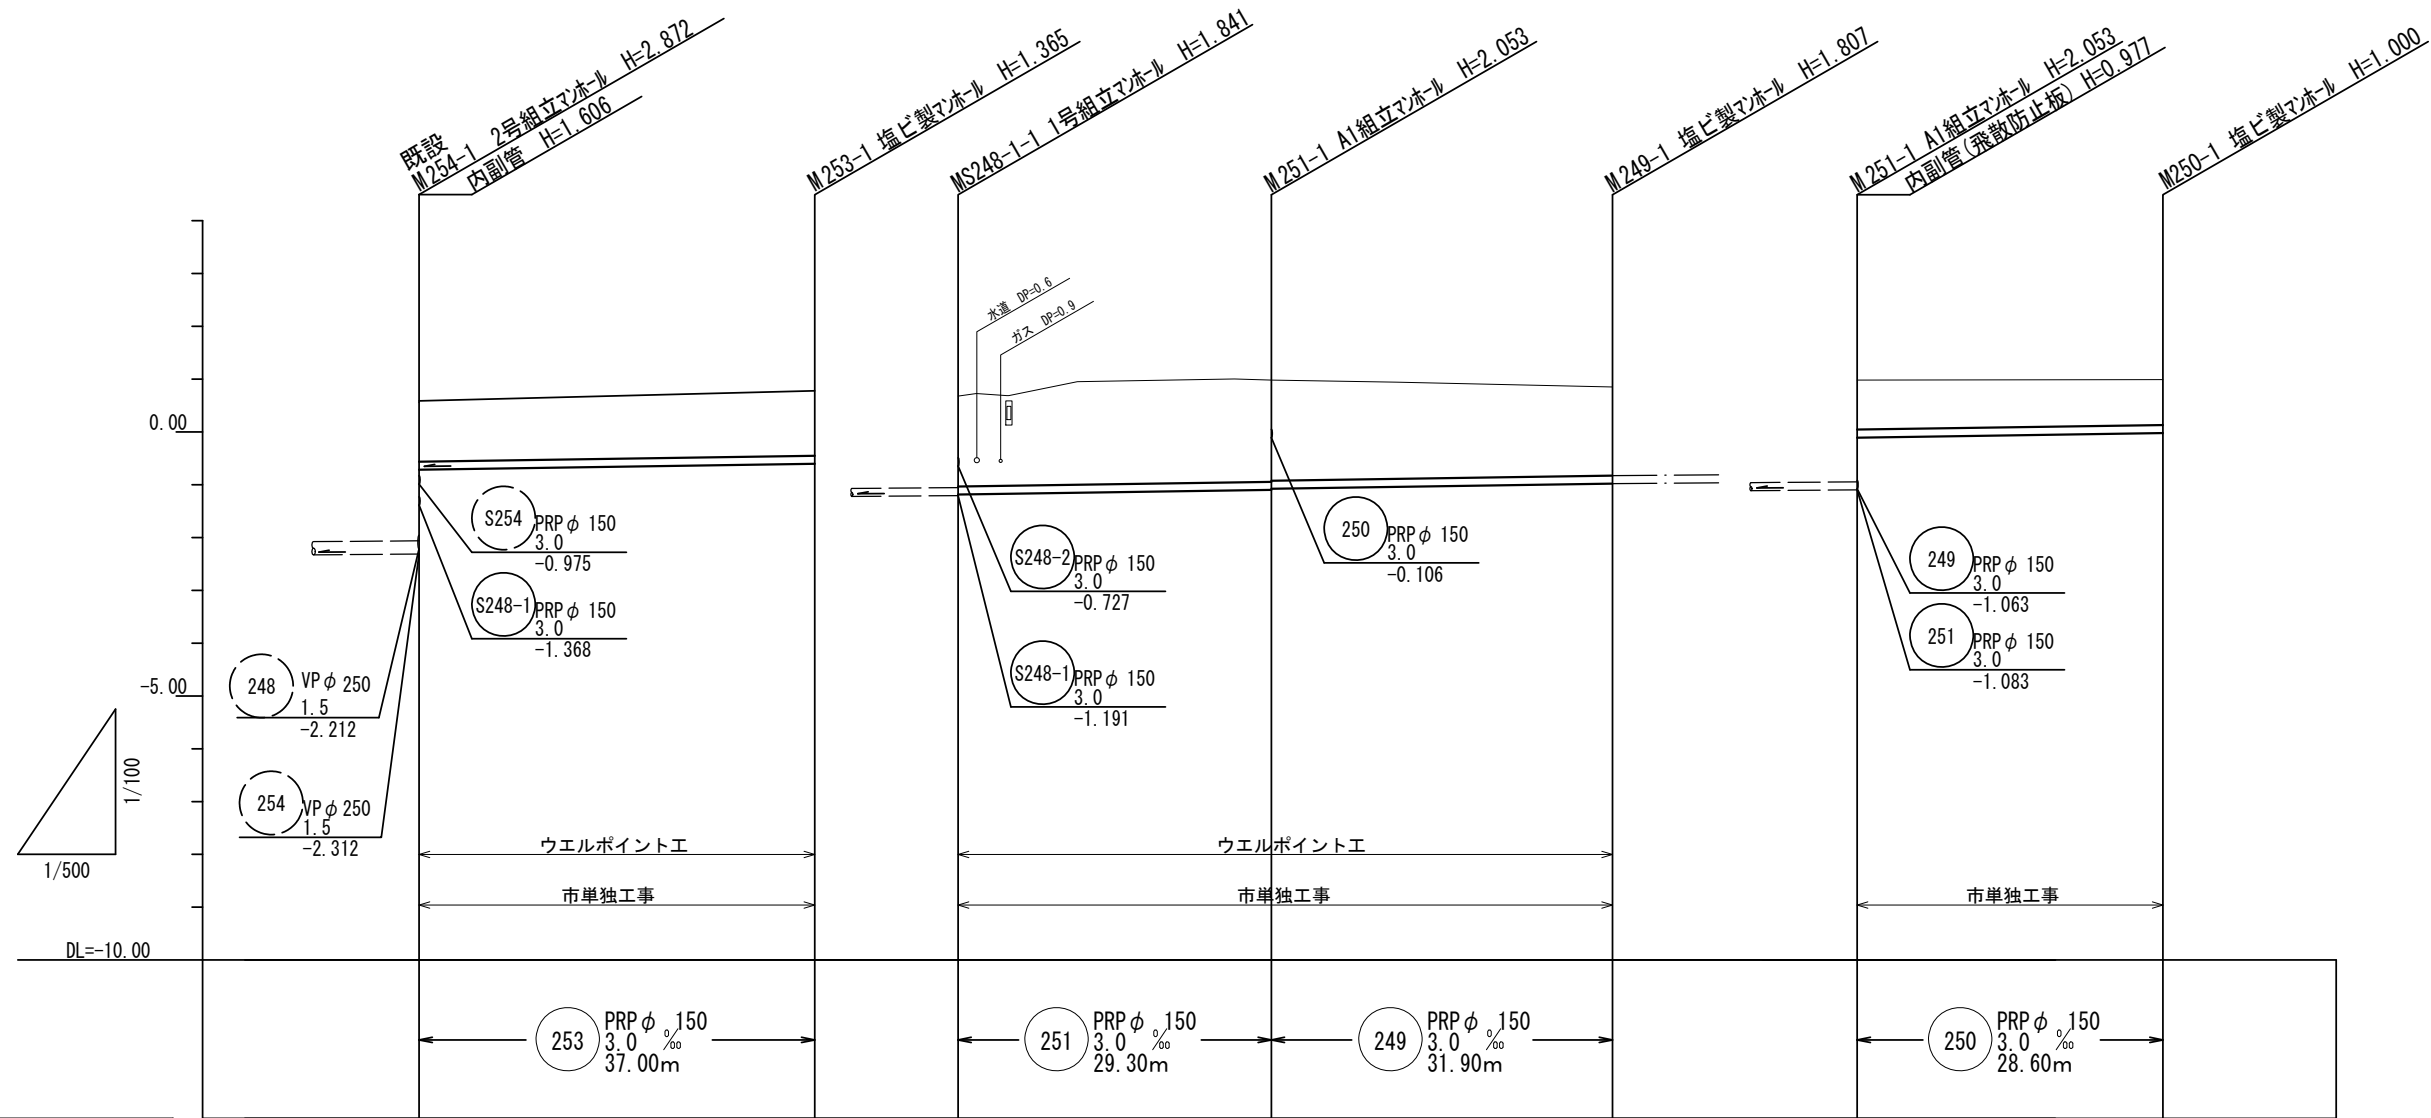 既設
M254-1 2号組立マンホール H=2.872
内副管 H=1.606
M253-1 塩ビ製マンホール H=1.365
MS248-1-1 1号組立マンホール H=1.841
M251-1 A1組立マンホール H=2.053
M249-1 塩ビ製マンホール H=1.807
M251-1 A1組立マンホール H=2.053
内副管(飛散防止板) H=0.977
M250-1 塩ビ製マンホール H=1.000
水道 DP=0.6
ガス DP=0.9
0.00
-5.00
DL=-10.00
1/100
1/500
S254 PRPφ 150
3.0
-0.975
S248-1 PRPφ 150
3.0
-1.368
248 VPφ 250
1.5
-2.212
254 VPφ 250
1.5
-2.312
S248-2 PRPφ 150
3.0
-0.727
S248-1 PRPφ 150
3.0
-1.191
250 PRPφ 150
3.0
-0.106
249 PRPφ 150
3.0
-1.063
251 PRPφ 150
3.0
-1.083
ウエルポイント工
市単独工事
ウエルポイント工
市単独工事
市単独工事
253 PRPφ 150
3.0 ‰
37.00m
251 PRPφ 150
3.0 ‰
29.30m
249 PRPφ 150
3.0 ‰
31.90m
250 PRPφ 150
3.0 ‰
28.60m